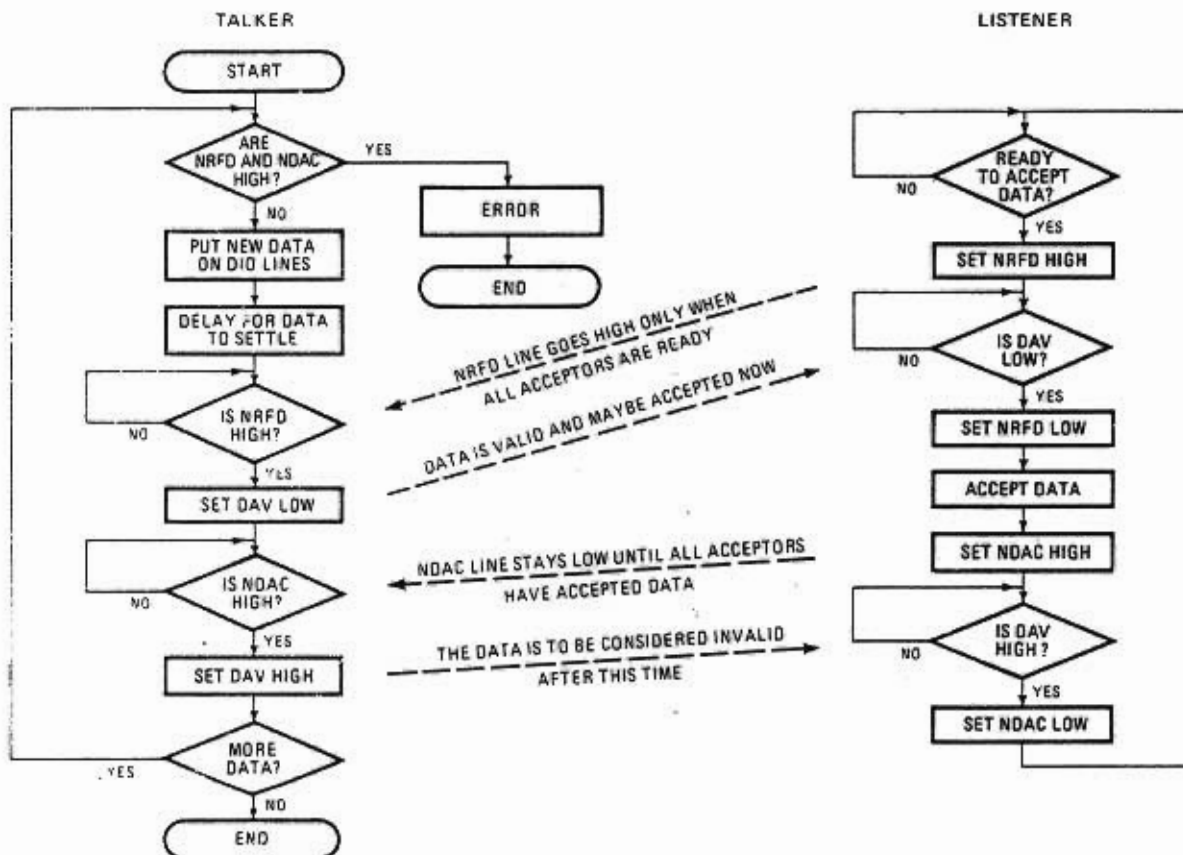 TALKER
START
ARE
NRFD AND NDAC
HIGH?
YES
NO
ERROR
END
PUT NEW DATA
ON DIO LINES
DELAY FOR DATA
TO SETTLE
IS NRFD
HIGH?
NO
YES
SET DAV LOW
IS NDAC
HIGH?
NO
YES
SET DAV HIGH
MORE
DATA?
YES
NO
END
NRFD LINE GOES HIGH ONLY WHEN
ALL ACCEPTORS ARE READY
DATA IS VALID AND MAYBE ACCEPTED NOW
NDAC LINE STAYS LOW UNTIL ALL ACCEPTORS
HAVE ACCEPTED DATA
THE DATA IS TO BE CONSIDERED INVALID
AFTER THIS TIME
LISTENER
READY
TO ACCEPT
DATA?
NO
YES
SET NRFD HIGH
IS DAV
LOW?
NO
YES
SET NRFD LOW
ACCEPT DATA
SET NDAC HIGH
IS DAV
HIGH?
NO
YES
SET NDAC LOW